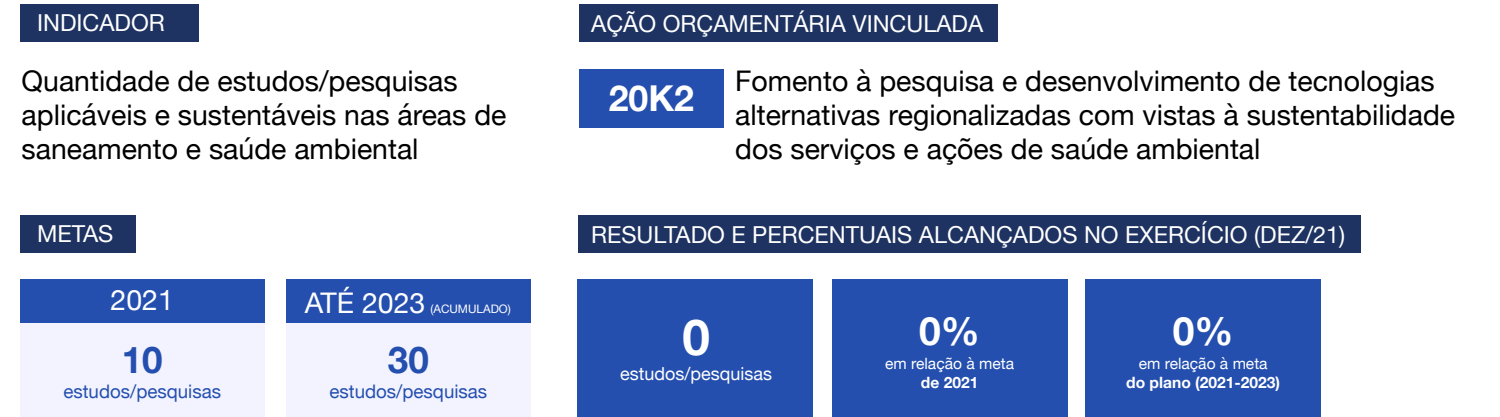 INDICADOR
Quantidade de estudos/pesquisas
aplicáveis e sustentáveis nas áreas de
saneamento e saúde ambiental
AÇÃO ORÇAMENTÁRIA VINCULADA
20K2
Fomento à pesquisa e desenvolvimento de tecnologias
alternativas regionalizadas com vistas à sustentabilidade
dos serviços e ações de saúde ambiental
METAS
2021
10
estudos/pesquisas
ATÉ 2023 (ACUMULADO)
30
estudos/pesquisas
RESULTADO E PERCENTUAIS ALCANÇADOS NO EXERCÍCIO (DEZ/21)
0
estudos/pesquisas
0%
em relação à meta
de 2021
0%
em relação à meta
do plano (2021-2023)